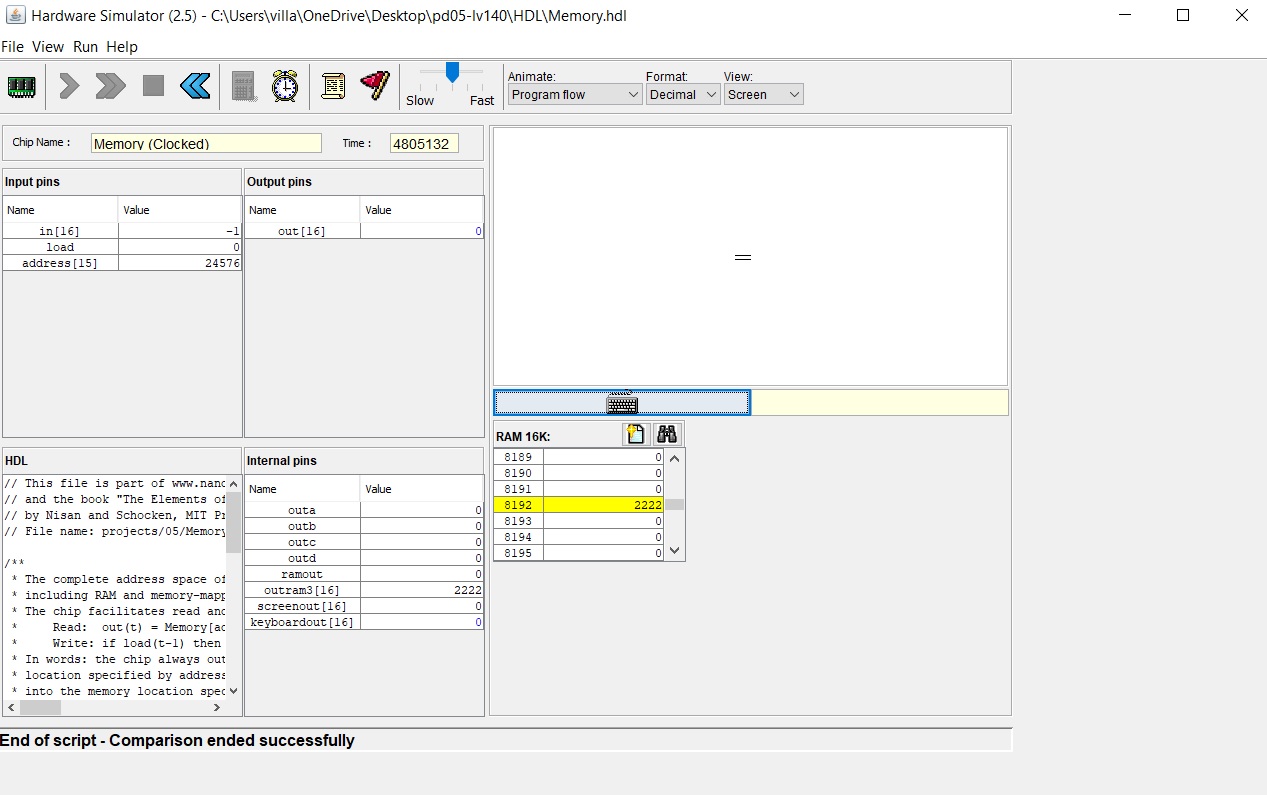 Hardware Simulator (2.5) - C:\Users\villa\OneDrive\Desktop\pd05-lv140\HDL\Memory.hdl
File View Run Help
Slow Fast
Animate: Format: View:
Program flow Decimal Screen
Chip Name : Memory (Clocked) Time : 4805132
Input pins
Name Value
in[16] -1
load 0
address[15] 24576
Output pins
Name Value
out[16] 0
HDL
// This file is part of www.nand
// and the book "The Elements of
// by Nisan and Schocken, MIT Pr
// File name: projects/05/Memory
/**
* The complete address space of
* including RAM and memory-mapp
* The chip facilitates read and
* Read: out(t) = Memory[ad
* Write: if load(t-1) then
* In words: the chip always out
* location specified by address
* into the memory location spec
Internal pins
Name Value
outa 0
outb 0
outc 0
outd 0
ramout 0
outram3[16] 2222
screenout[16] 0
keyboardout[16] 0
RAM 16K:
8189 0
8190 0
8191 0
8192 2222
8193 0
8194 0
8195 0
End of script - Comparison ended successfully